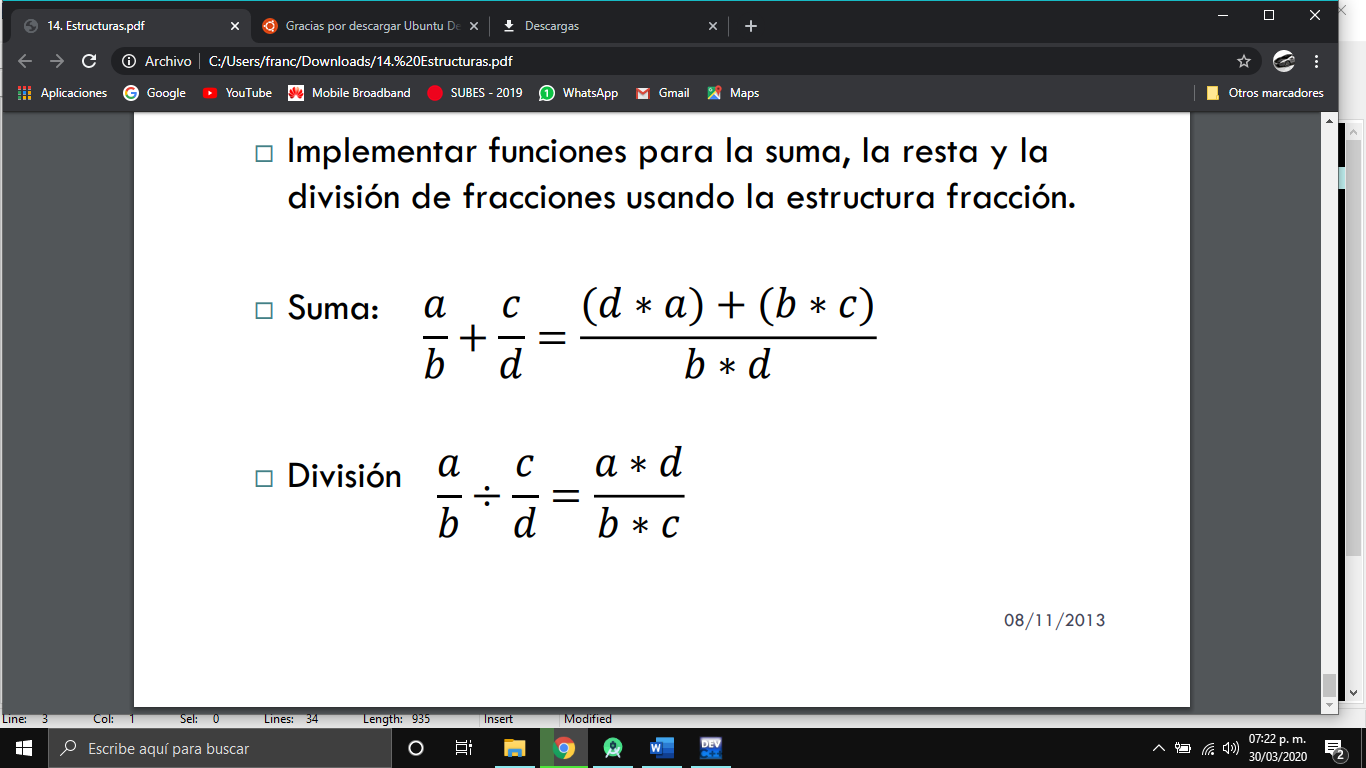 14. Estructuras.pdf
Gracias por descargar Ubuntu De
Descargas
Archivo
C:/Users/franc/Downloads/14.%20Estructuras.pdf
Aplicaciones
Google
YouTube
Mobile Broadband
SUBES - 2019
WhatsApp
Gmail
Maps
Otros marcadores
Implementar funciones para la suma, la resta y la
división de fracciones usando la estructura fracción.
Suma: a/b + c/d = (d * a) + (b * c) / b * d
División a/b ÷ c/d = a * d / b * c
08/11/2013
Line: 3 Col: 1 Sel: 0 Lines: 34 Length: 935 Insert Modified
Escribe aquí para buscar
DEV
C++
07:22 p. m.
30/03/2020
2